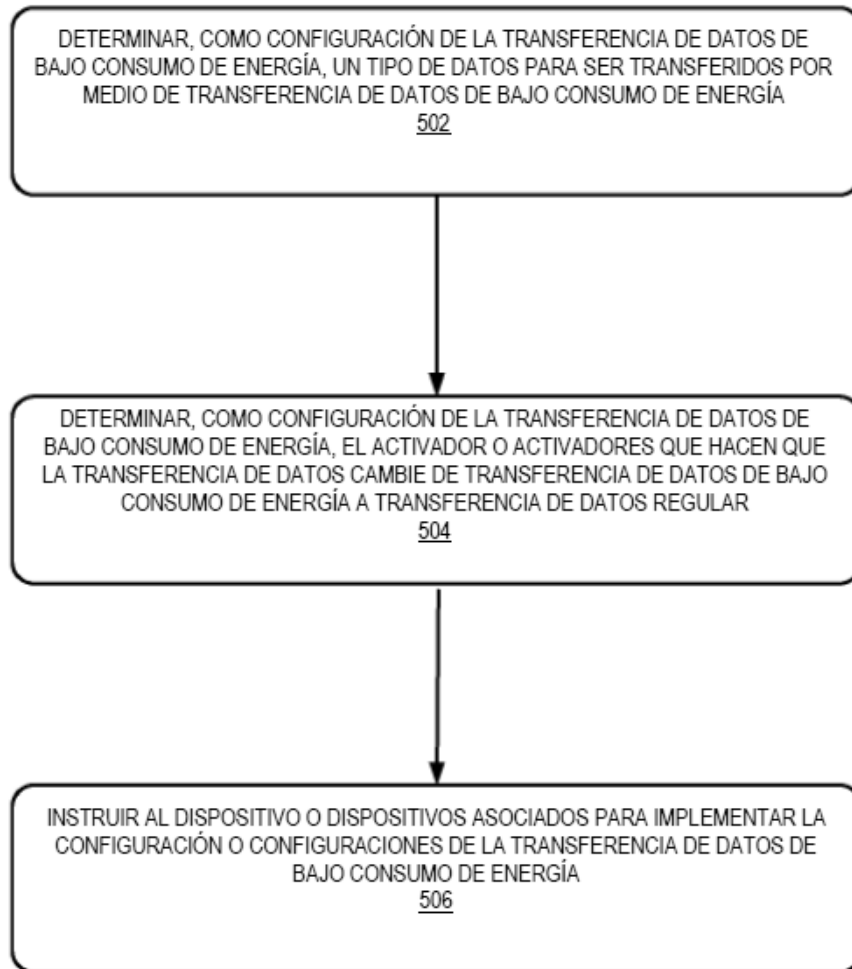 DETERMINAR, COMO CONFIGURACIÓN DE LA TRANSFERENCIA DE DATOS DE
BAJO CONSUMO DE ENERGÍA, UN TIPO DE DATOS PARA SER TRANSFERIDOS POR
MEDIO DE TRANSFERENCIA DE DATOS DE BAJO CONSUMO DE ENERGÍA
502
DETERMINAR, COMO CONFIGURACIÓN DE LA TRANSFERENCIA DE DATOS DE
BAJO CONSUMO DE ENERGÍA, EL ACTIVADOR O ACTIVADORES QUE HACEN QUE
LA TRANSFERENCIA DE DATOS CAMBIE DE TRANSFERENCIA DE DATOS DE BAJO
CONSUMO DE ENERGÍA A TRANSFERENCIA DE DATOS REGULAR
504
INSTRUIR AL DISPOSITIVO O DISPOSITIVOS ASOCIADOS PARA IMPLEMENTAR LA
CONFIGURACIÓN O CONFIGURACIONES DE LA TRANSFERENCIA DE DATOS DE
BAJO CONSUMO DE ENERGÍA
506